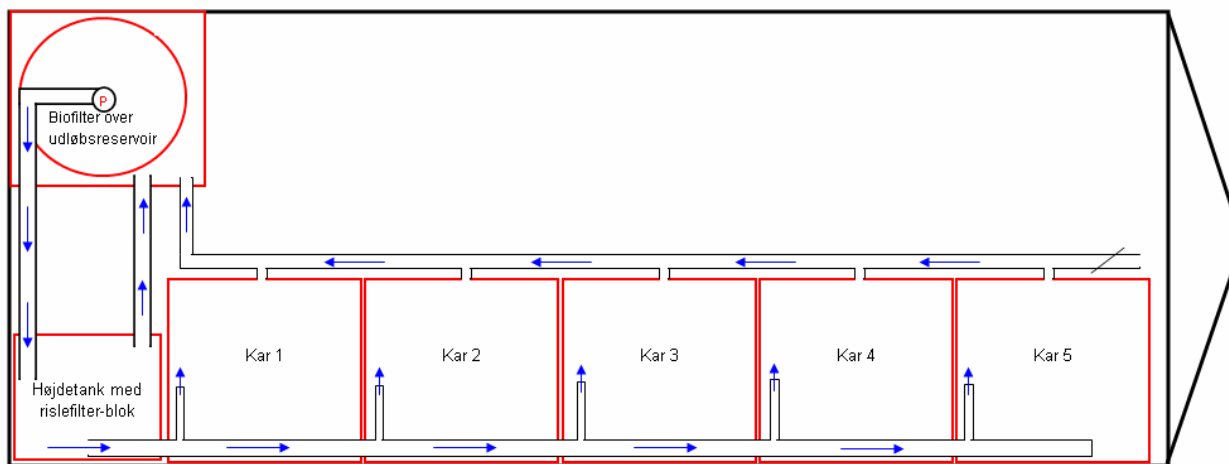 P
Biofilter over
udløbsreservoir
Kar 1
Kar 2
Kar 3
Kar 4
Kar 5
Højdetank med
rislefilter-blok